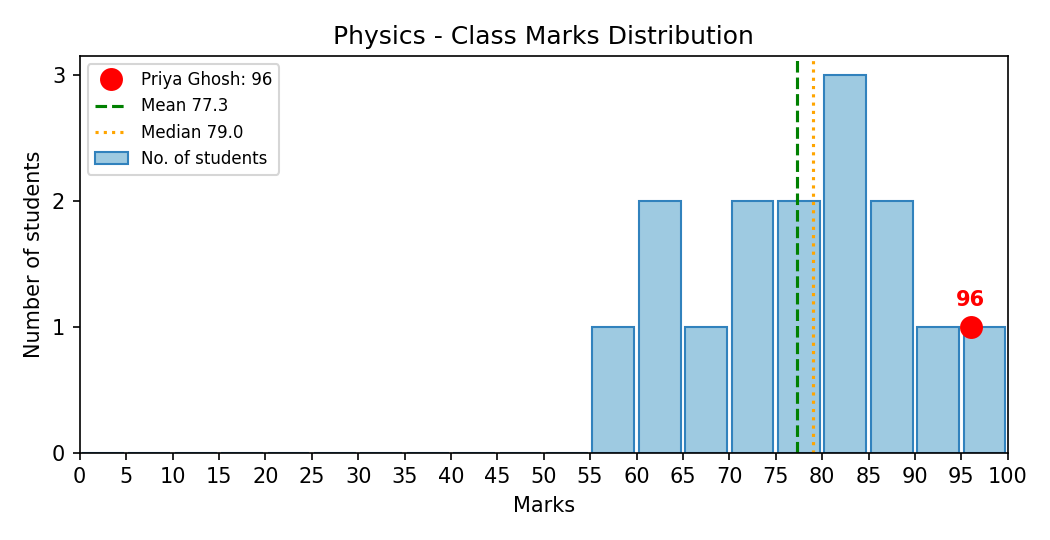 Physics - Class Marks Distribution
Priya Ghosh: 96
Mean 77.3
Median 79.0
No. of students
Number of students
3
2
1
0
96
0 5 10 15 20 25 30 35 40 45 50 55 60 65 70 75 80 85 90 95 100
Marks